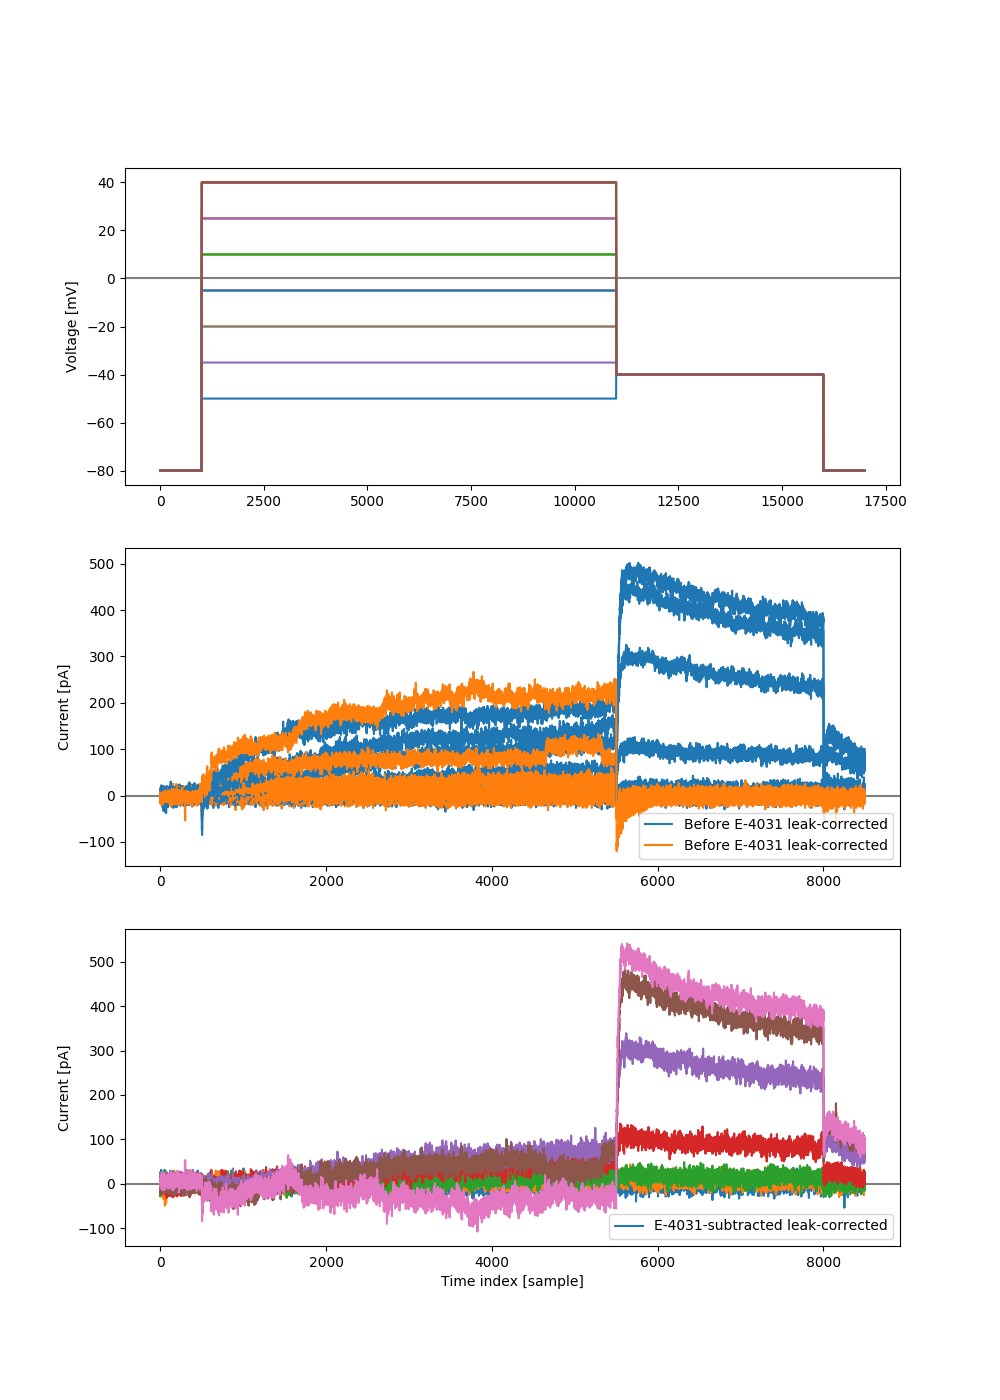 40
20
0
−20
−40
−60
−80
Voltage [mV]
0 2500 5000 7500 10000 12500 15000 17500
500
400
300
200
100
0
−100
Current [pA]
Before E-4031 leak-corrected
Before E-4031 leak-corrected
0 2000 4000 6000 8000
500
400
300
200
100
0
−100
Current [pA]
E-4031-subtracted leak-corrected
0 2000 4000 6000 8000
Time index [sample]